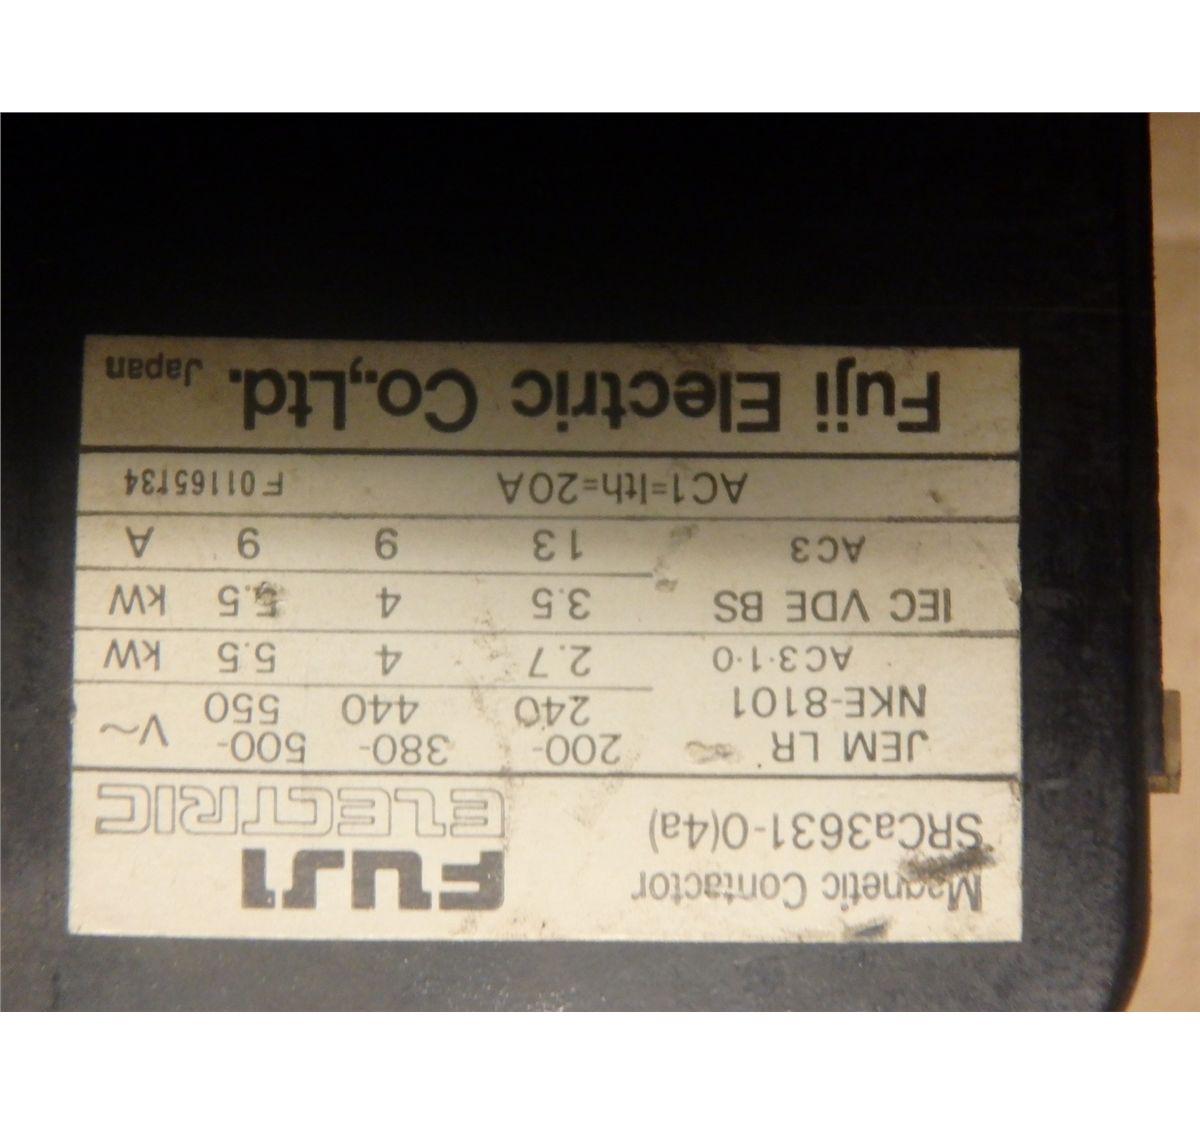 Magnetic Contactor
SRCa3631-0(4a)
FUJI
ELECTRIC
JEM LR 200- 380- 500- V~
NKE-8101 240 440 550
AC3·1·0 2.7 4 5.5 kW
IEC VDE BS 3.5 4 5.5 kW
AC3 13 9 9 A
AC1=Ith=20A
Fuji Electric Co.,Ltd. Japan